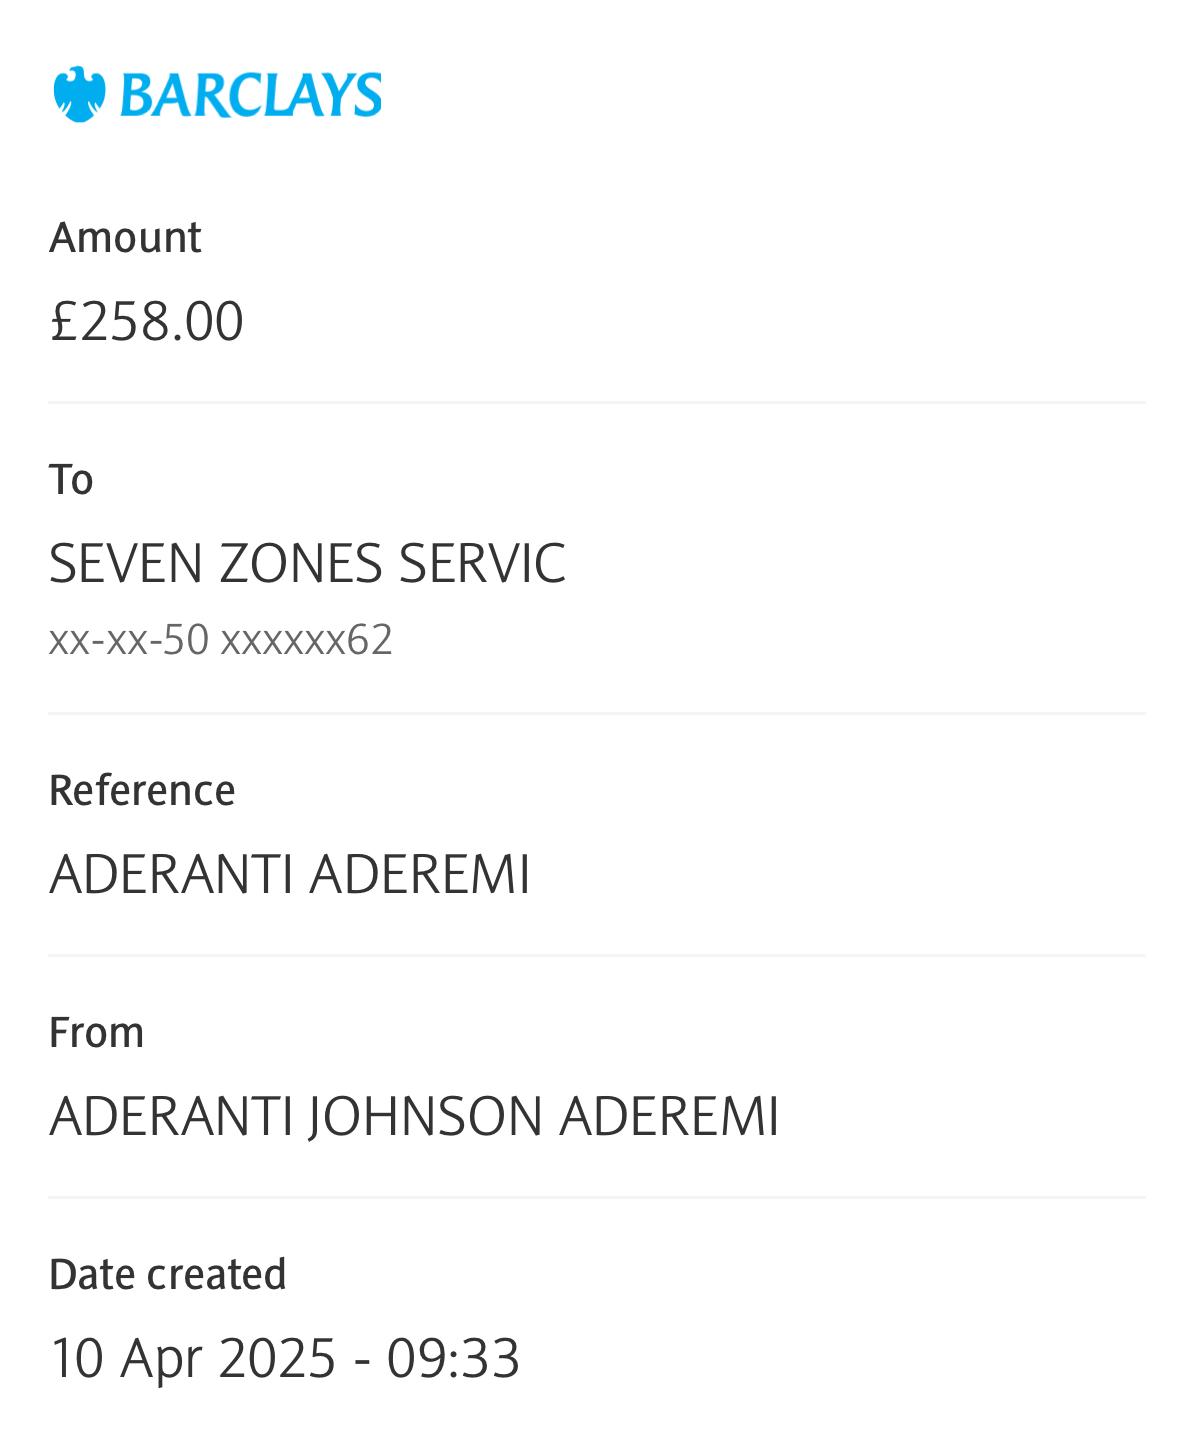 BARCLAYS
Amount
£258.00
To
SEVEN ZONES SERVIC
xx-xx-50 xxxxxx62
Reference
ADERANTI ADEREMI
From
ADERANTI JOHNSON ADEREMI
Date created
10 Apr 2025 - 09:33